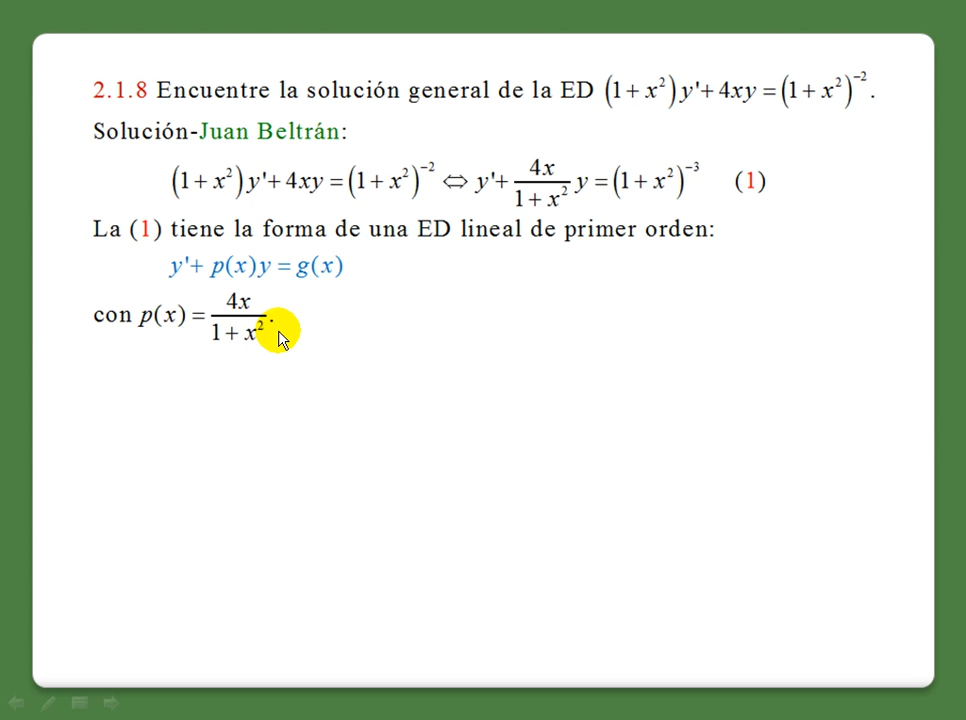 2.1.8 Encuentre la solución general de la ED (1+x²)y'+4xy=(1+x²)⁻².
Solución-Juan Beltrán:
(1+x²)y'+4xy=(1+x²)⁻² ⇔ y'+ 4x/(1+x²) y=(1+x²)⁻³ (1)
La (1) tiene la forma de una ED lineal de primer orden:
y'+ p(x)y = g(x)
con p(x) = 4x/(1+x²).